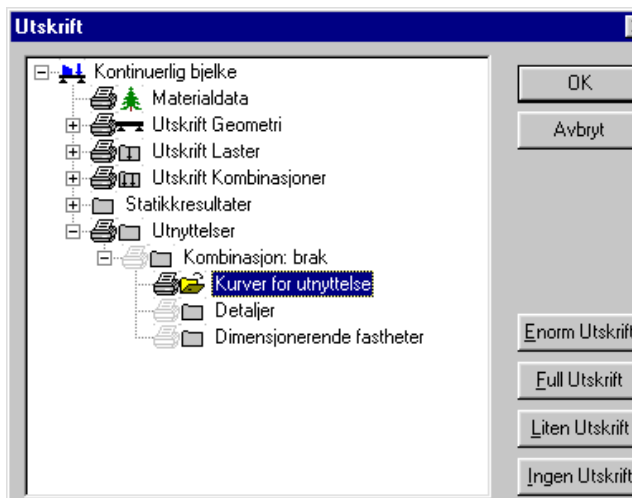 Utskrift
Kontinuerlig bjelke
Materialdata
Utskrift Geometri
Utskrift Laster
Utskrift Kombinasjoner
Statikkresultater
Utnyttelser
Kombinasjon: brak
Kurver for utnyttelse
Detaljer
Dimensjonerende fastheter
OK
Avbryt
Enorm Utskrift
Full Utskrift
Liten Utskrift
Ingen Utskrift